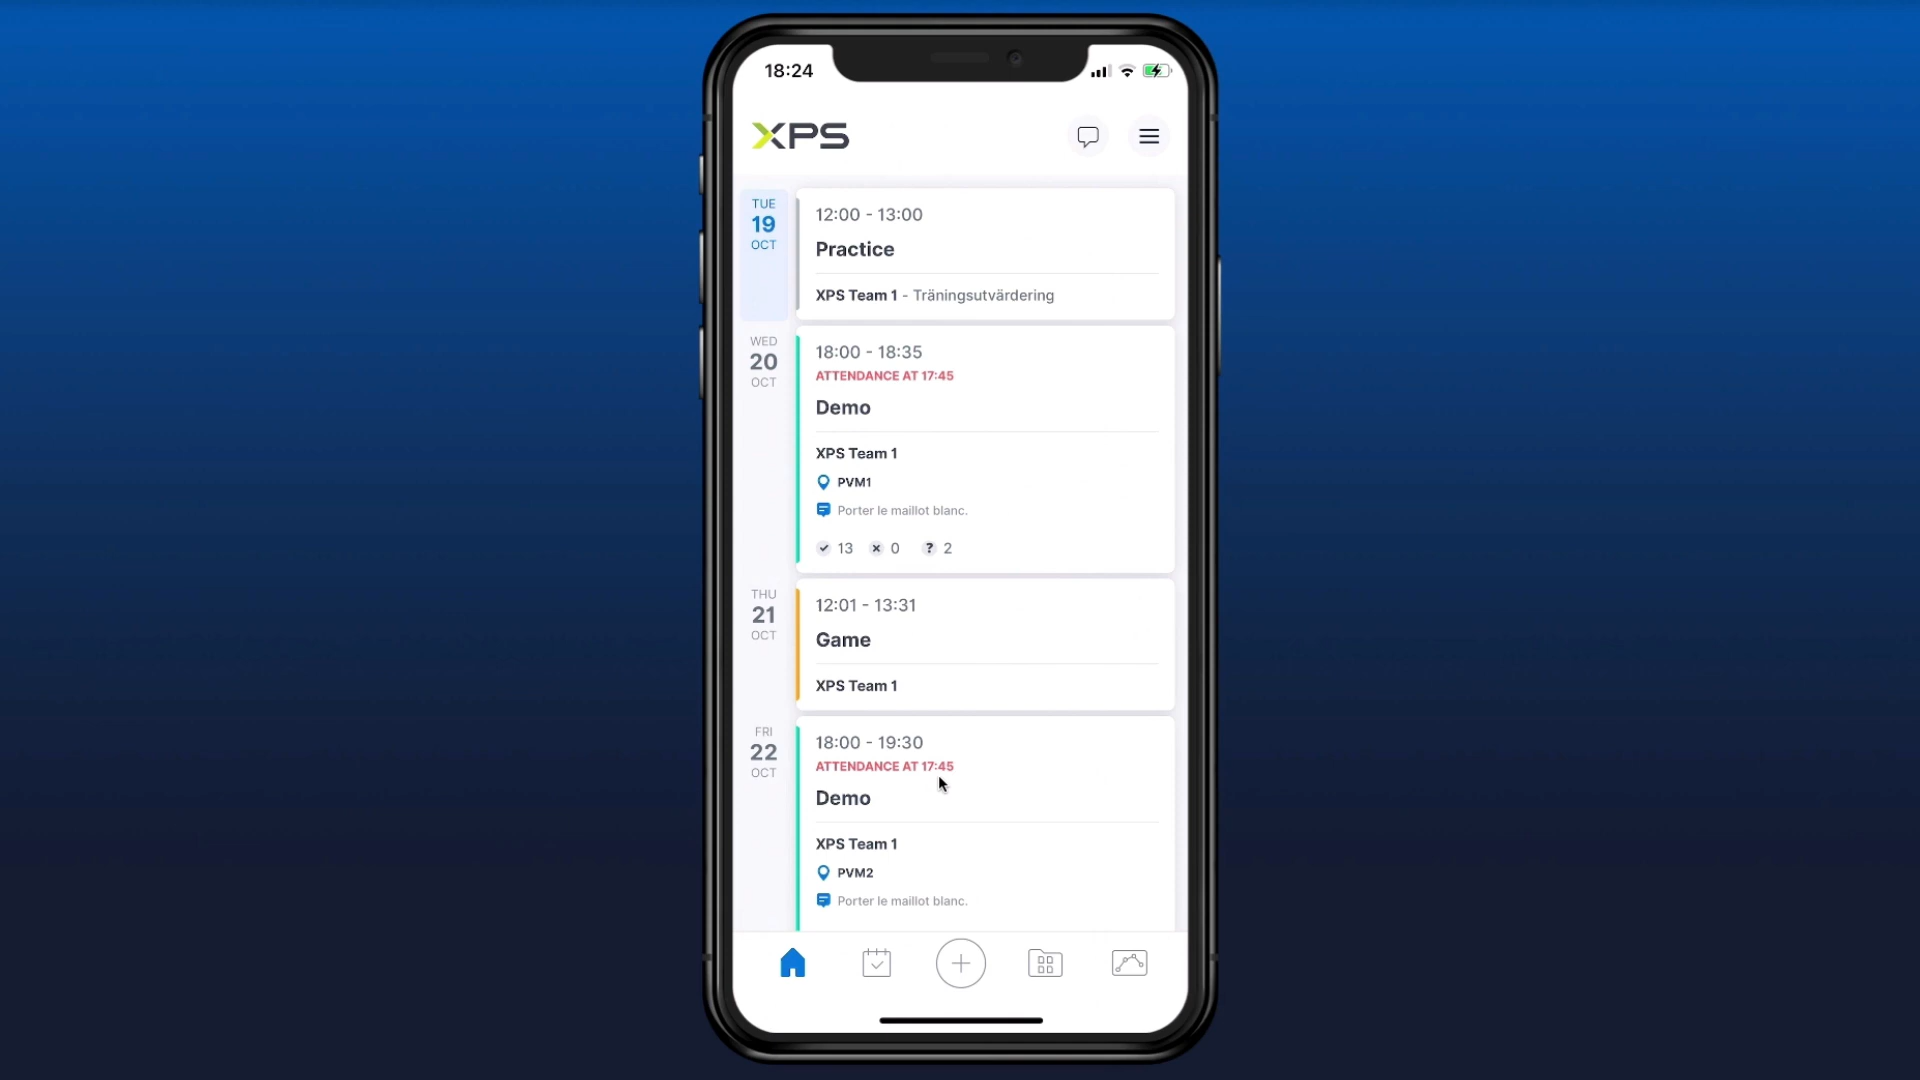 18:24
XPS
TUE
19
OCT
12:00 - 13:00
Practice
XPS Team 1 - Träningsutvärdering
WED
20
OCT
18:00 - 18:35
ATTENDANCE AT 17:45
Demo
XPS Team 1
PVM1
Porter le maillot blanc.
13 0 ? 2
THU
21
OCT
12:01 - 13:31
Game
XPS Team 1
FRI
22
OCT
18:00 - 19:30
ATTENDANCE AT 17:45
Demo
XPS Team 1
PVM2
Porter le maillot blanc.